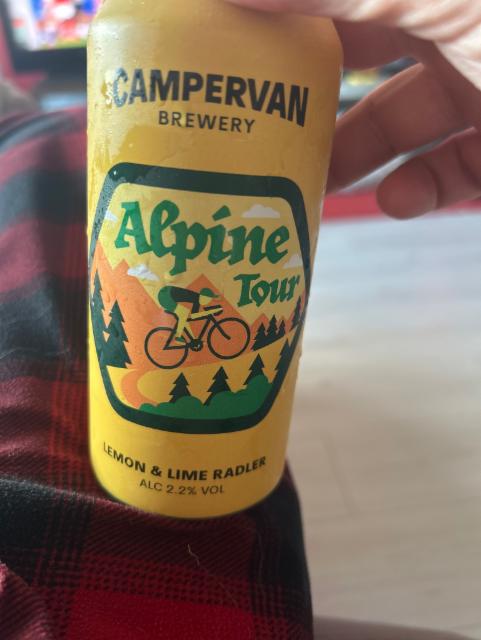 CAMPERVAN
BREWERY
Alpine
Tour
LEMON & LIME RADLER
ALC 2.2% VOL